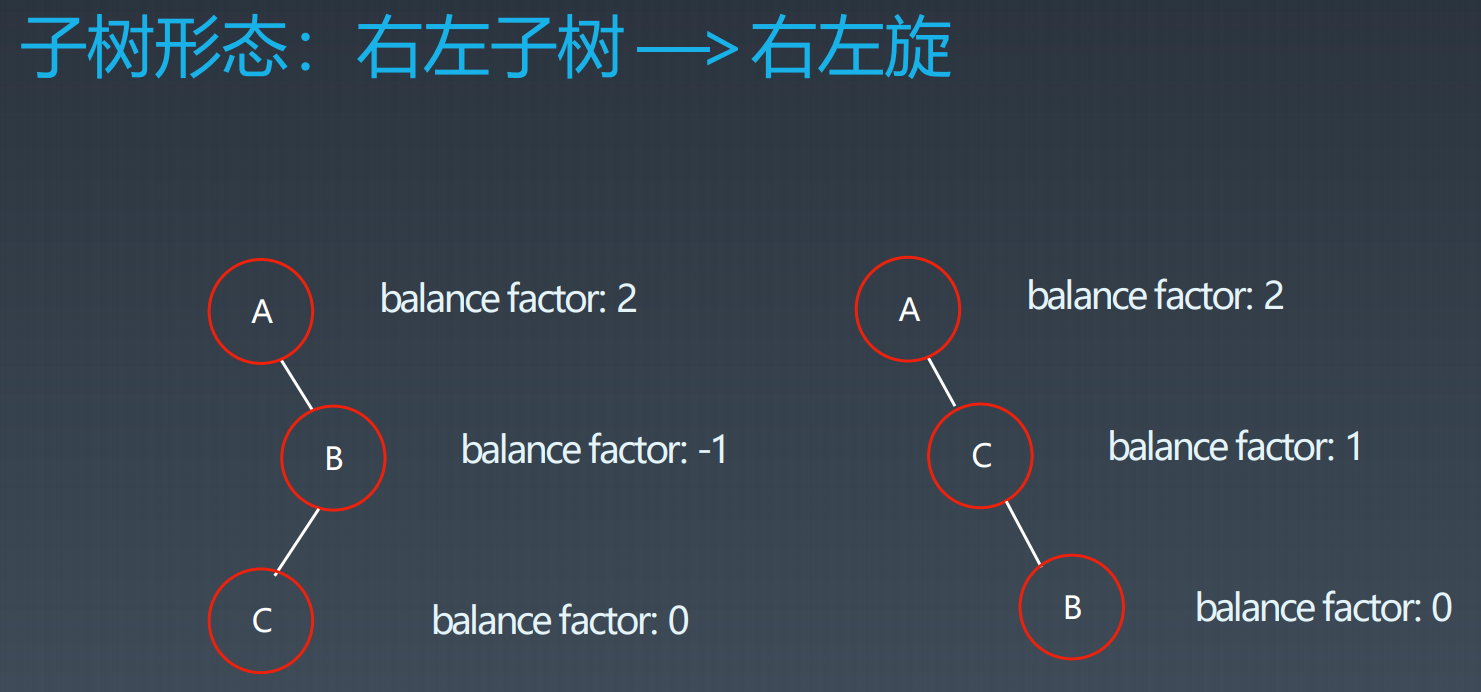 子树形态：右左子树 —> 右左旋
A
balance factor: 2
B
balance factor: -1
C
balance factor: 0
A
balance factor: 2
C
balance factor: 1
B
balance factor: 0